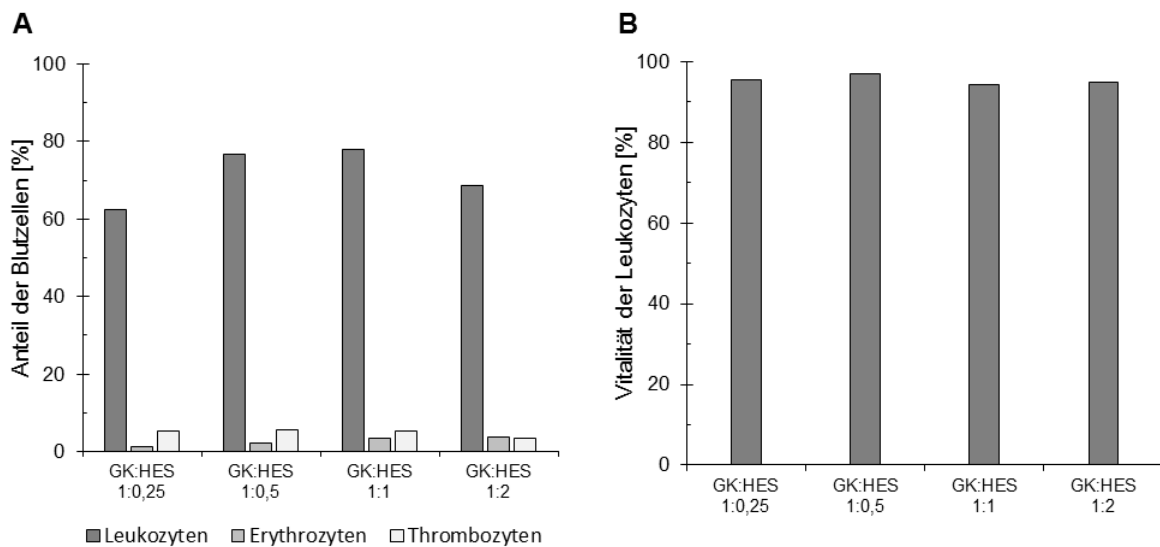 A
Anteil der Blutzellen [%]
100
80
60
40
20
0
GK:HES
1:0,25
GK:HES
1:0,5
GK:HES
1:1
GK:HES
1:2
Leukozyten Erythrozyten Thrombozyten
B
Vitalität der Leukozyten [%]
100
80
60
40
20
0
GK:HES
1:0,25
GK:HES
1:0,5
GK:HES
1:1
GK:HES
1:2